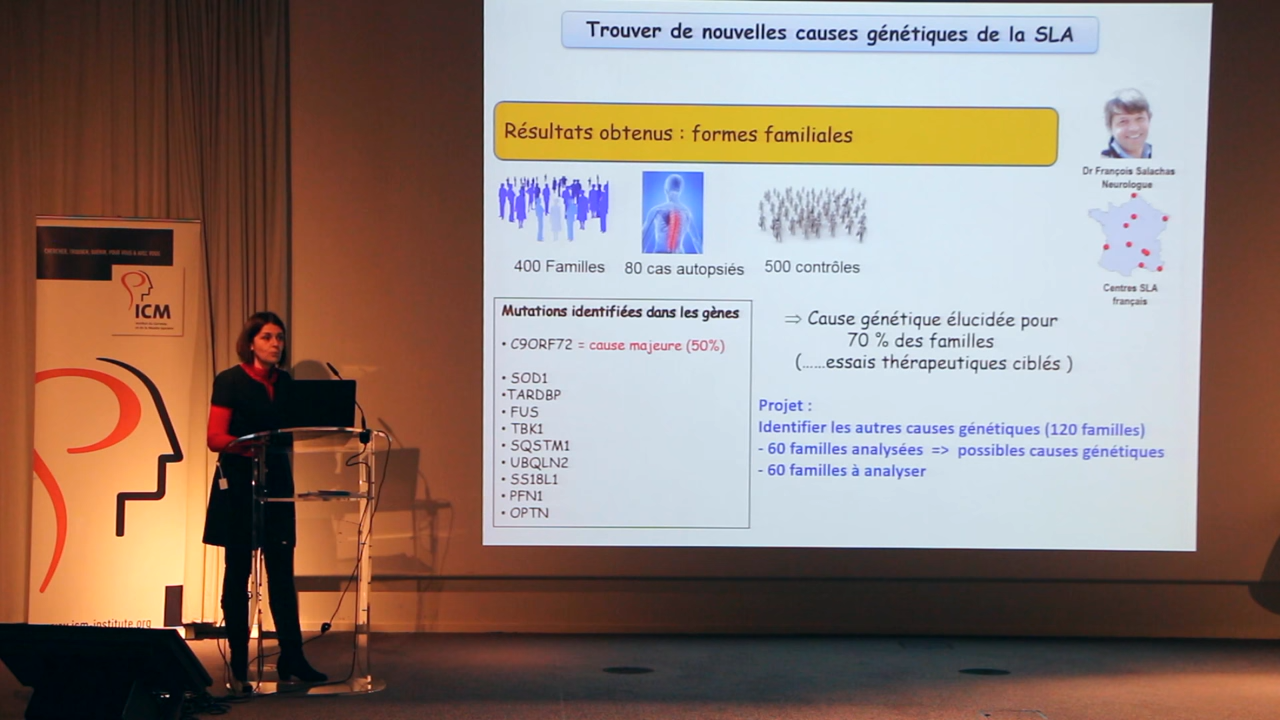 Trouver de nouvelles causes génétiques de la SLA
Résultats obtenus : formes familiales
Dr François Salachas
Neurologue
400 Familles
80 cas autopsiés
500 contrôles
Centres SLA
français
Mutations identifiées dans les gènes
• C9ORF72 = cause majeure (50%)
• SOD1
•TARDBP
• FUS
• TBK1
• SQSTM1
• UBQLN2
• SS18L1
• PFN1
• OPTN
⇒ Cause génétique élucidée pour
70 % des familles
(......essais thérapeutiques ciblés )
Projet :
Identifier les autres causes génétiques (120 familles)
- 60 familles analysées => possibles causes génétiques
- 60 familles à analyser
ICM
www.icm-institute.org